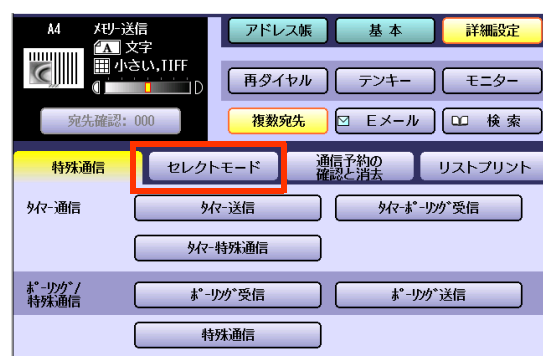 A4 ﾒﾓﾘｰ送信
A 文字
小さい,TIFF
D
宛先確認: 000
アドレス帳
基 本
詳細設定
再ダイヤル
テンキー
モニター
複数宛先
Eメール
検 索
特殊通信
セレクトモード
通信予約の
確認と消去
リストプリント
ﾀｲﾏｰ通信
ﾀｲﾏｰ送信
ﾀｲﾏｰﾎﾟｰﾘﾝｸﾞ受信
ﾀｲﾏｰ特殊通信
ﾎﾟｰﾘﾝｸﾞ/
特殊通信
ﾎﾟｰﾘﾝｸﾞ受信
ﾎﾟｰﾘﾝｸﾞ送信
特殊通信